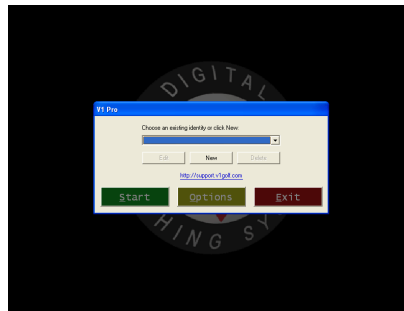 DIGITAL
V1 Pro
Choose an existing identity or click New.
Edit New Delete
http://support.v1golf.com
Start Options Exit
HING SY